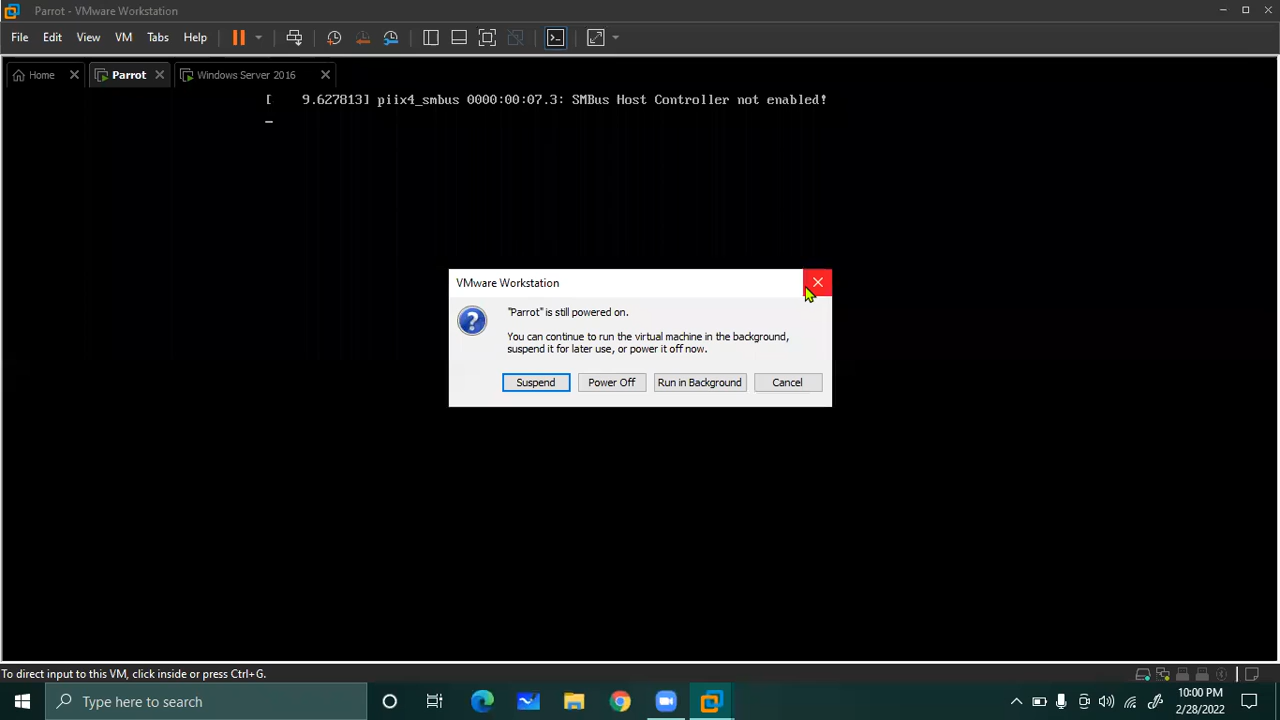 Parrot - VMware Workstation
File Edit View VM Tabs Help
Home Parrot Windows Server 2016
[ 9.627813] piix4_smbus 0000:00:07.3: SMBus Host Controller not enabled!
VMware Workstation
"Parrot" is still powered on.
You can continue to run the virtual machine in the background,
suspend it for later use, or power it off now.
Suspend Power Off Run in Background Cancel
To direct input to this VM, click inside or press Ctrl+G.
Type here to search
10:00 PM
2/28/2022